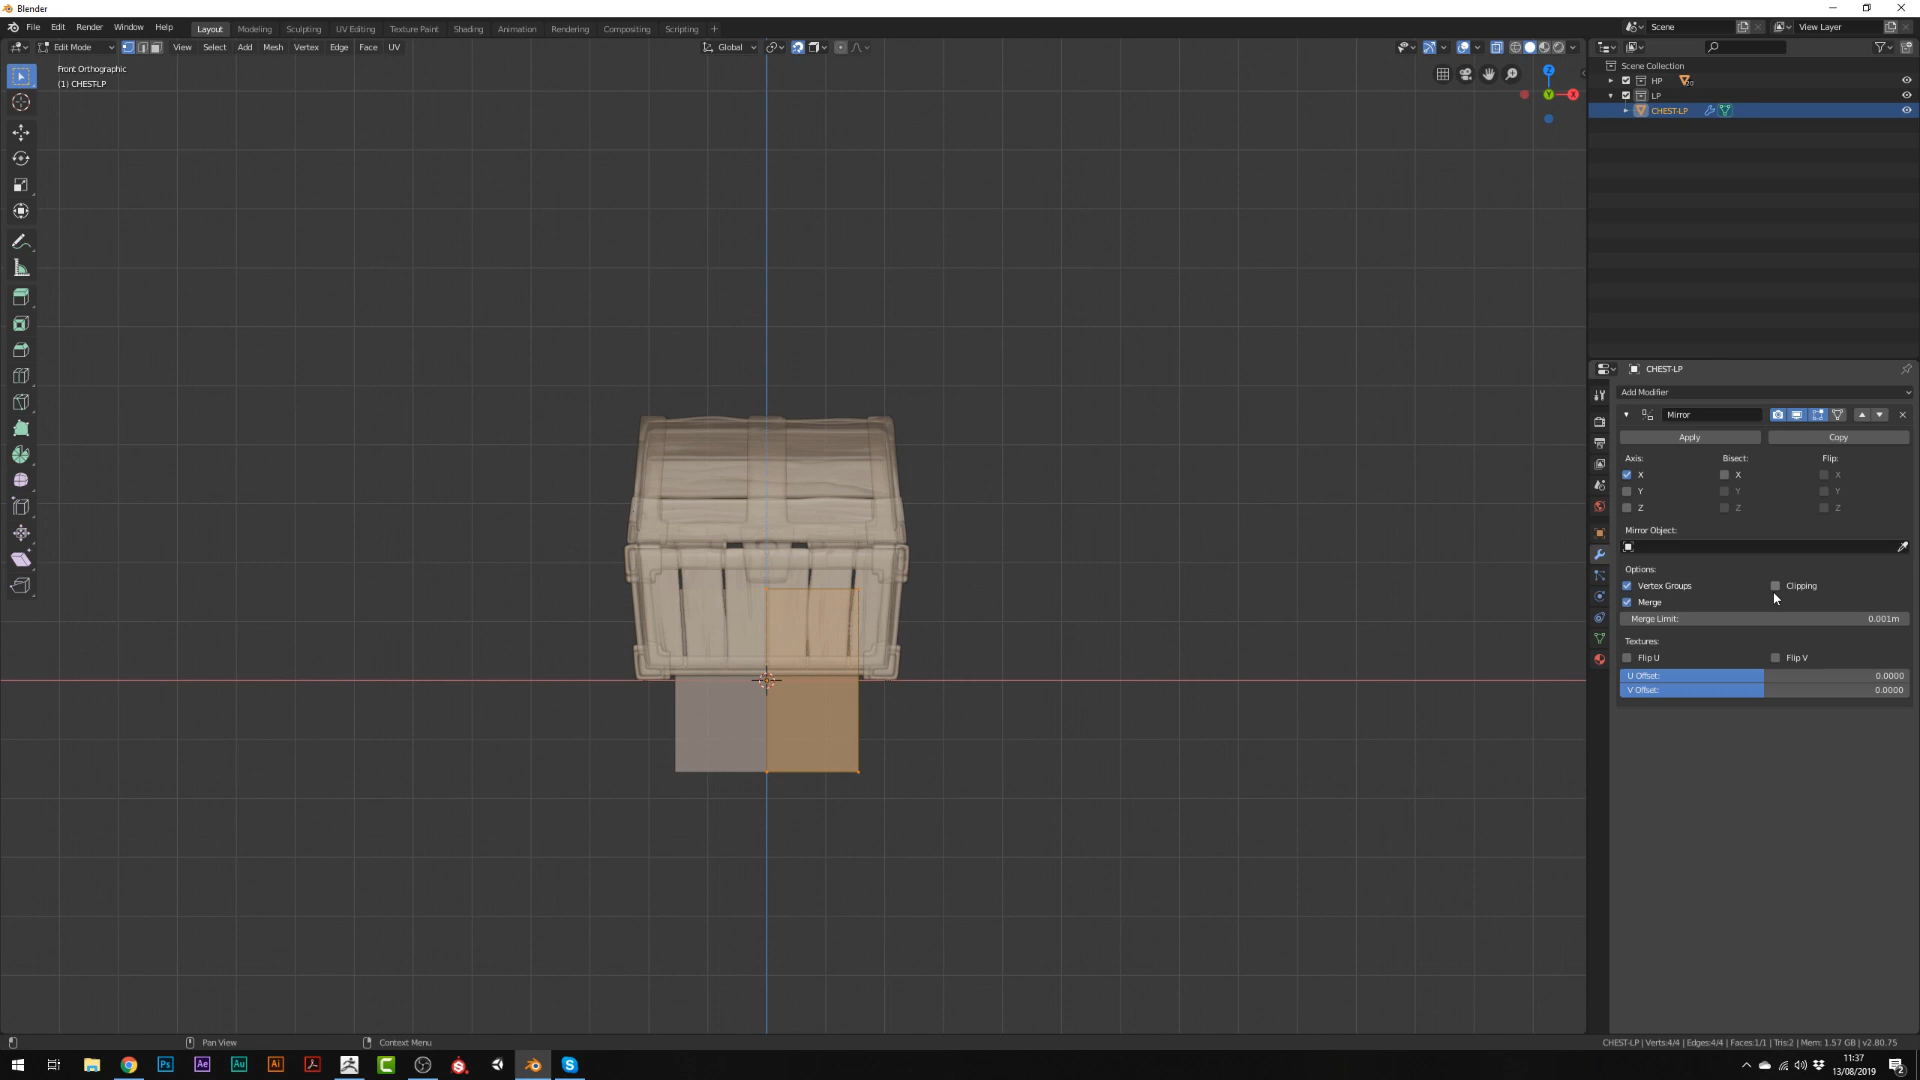 Blender
File Edit Render Window Help Layout Modeling Sculpting UV Editing Texture Paint Shading Animation Rendering Compositing Scripting + Scene View Layer
Edit Mode View Select Add Mesh Vertex Edge Face UV Global
Front Orthographic
(1) CHEST-LP
Z
Y
X
Scene Collection
HP
LP
CHEST-LP
CHEST-LP
Add Modifier
Mirror
Apply Copy
Axis: Bisect: Flip:
X X X
Y Y Y
Z Z Z
Mirror Object:
Options:
Vertex Groups Clipping
Merge
Merge Limit: 0.001m
Textures:
Flip U Flip V
U Offset: 0.0000
V Offset: 0.0000
Pan View Context Menu CHEST-LP | Verts:4/4 | Edges:4/4 | Faces:1/1 | Tris:2 | Mem: 1.57 GB | v2.80.75
Ps Ae Au Ai
11:37
13/08/2019
2